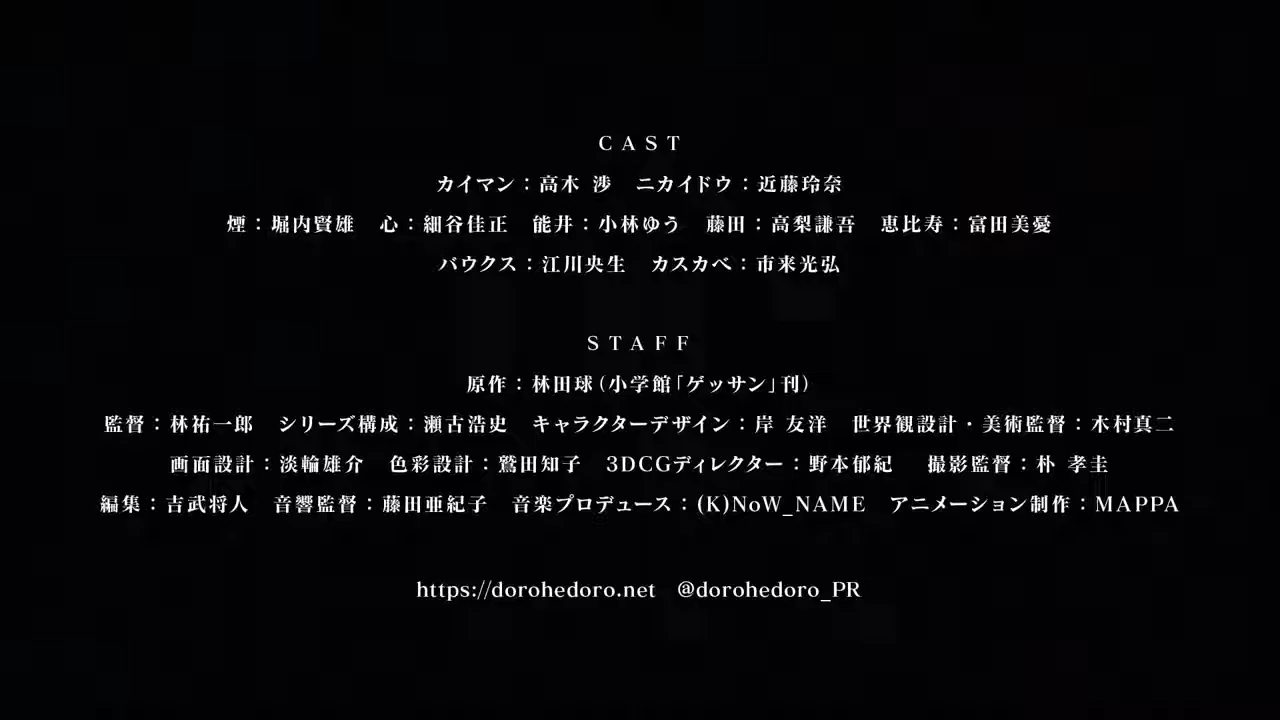 CAST
カイマン：高木 渉　ニカイドウ：近藤玲奈
煙：堀内賢雄　心：細谷佳正　能井：小林ゆう　藤田：高梨謙吾　恵比寿：富田美憂
バウクス：江川央生　カスカベ：市来光弘
STAFF
原作：林田球（小学館「ゲッサン」刊）
監督：林祐一郎　シリーズ構成：瀬古浩史　キャラクターデザイン：岸 友洋　世界観設計・美術監督：木村真二
画面設計：淡輪雄介　色彩設計：鷲田知子　3DCGディレクター：野本郁紀　撮影監督：朴 孝圭
編集：吉武将人　音響監督：藤田亜紀子　音楽プロデュース：(K)NoW_NAME　アニメーション制作：MAPPA
https://dorohedoro.net　@dorohedoro_PR